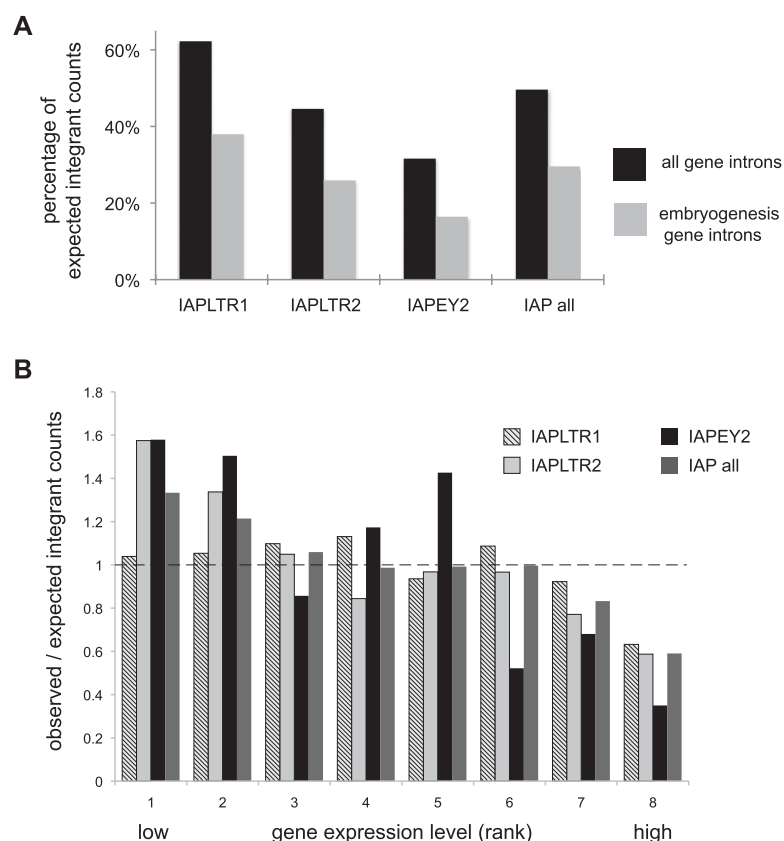 A
percentage of
expected integrant counts
60%
40%
20%
0%
IAPLTR1 IAPLTR2 IAPEY2 IAP all
all gene introns
embryogenesis
gene introns
B
observed / expected integrant counts
1.8
1.6
1.4
1.2
1
0.8
0.6
0.4
0.2
0
IAPLTR1 IAPEY2
IAPLTR2 IAP all
1 2 3 4 5 6 7 8
low gene expression level (rank) high